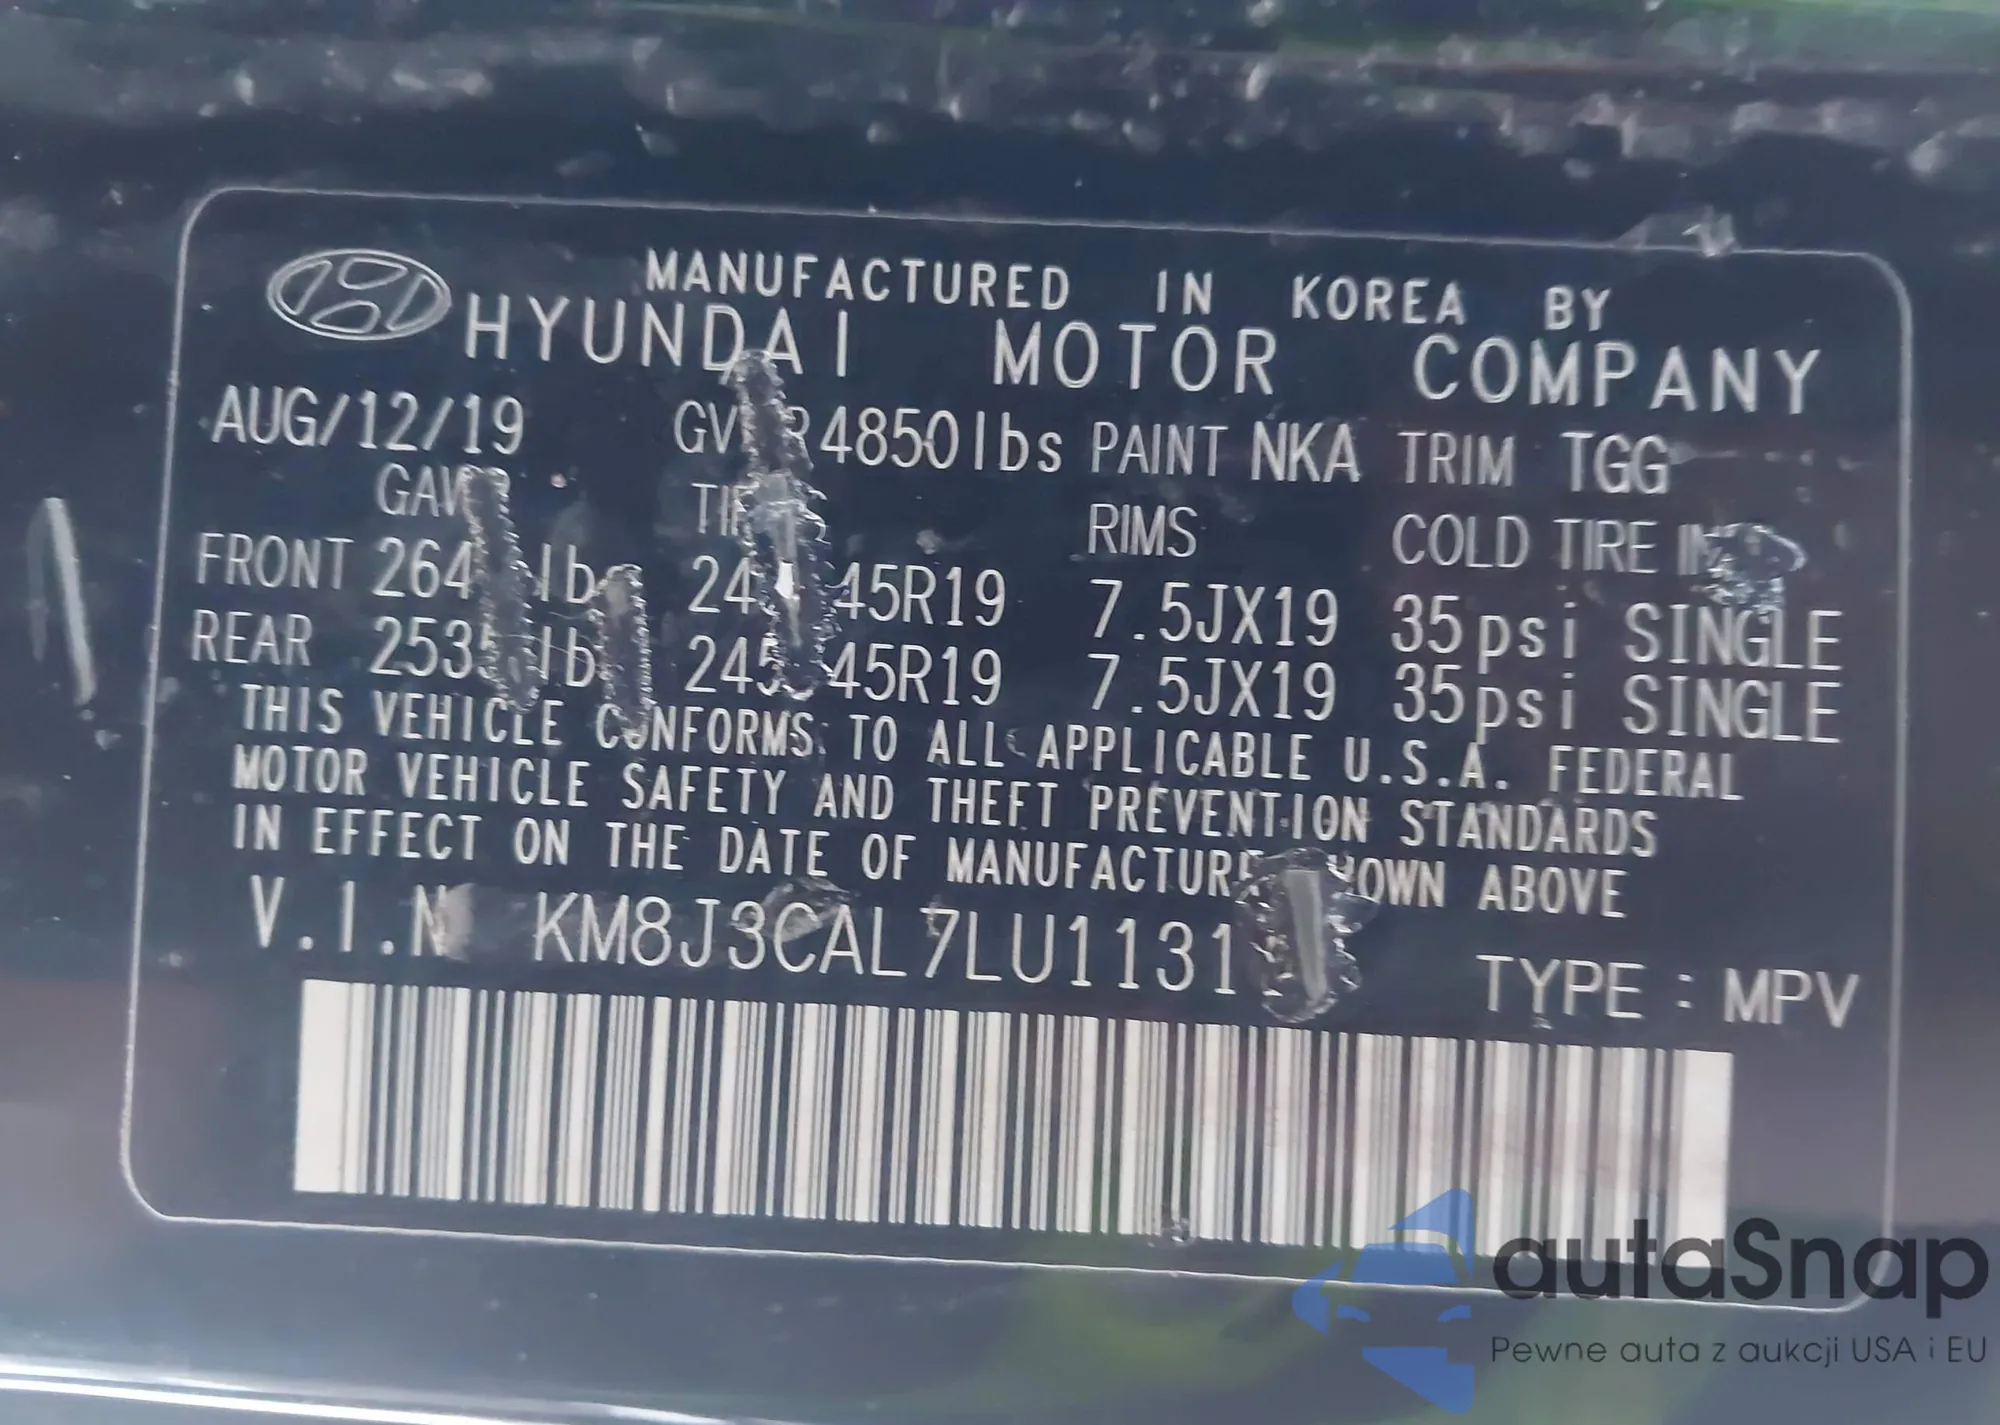 MANUFACTURED IN KOREA BY
HYUNDAI MOTOR COMPANY
AUG/12/19 4850lbs PAINT NKA TRIM TGG
RIMS COLD TIRE
FRONT 45R19 7.5JX19 35psi SINGLE
REAR 45R19 7.5JX19 35psi SINGLE
THIS VEHICLE CONFORMS TO ALL APPLICABLE U.S.A. FEDERAL
MOTOR VEHICLE SAFETY AND THEFT PREVENTION STANDARDS
IN EFFECT ON THE DATE OF MANUFACTURE SHOWN ABOVE
V.I.N KM8J3CAL7LU1131 TYPE : MPV
autaSnap
Pewne auta z aukcji USA i EU